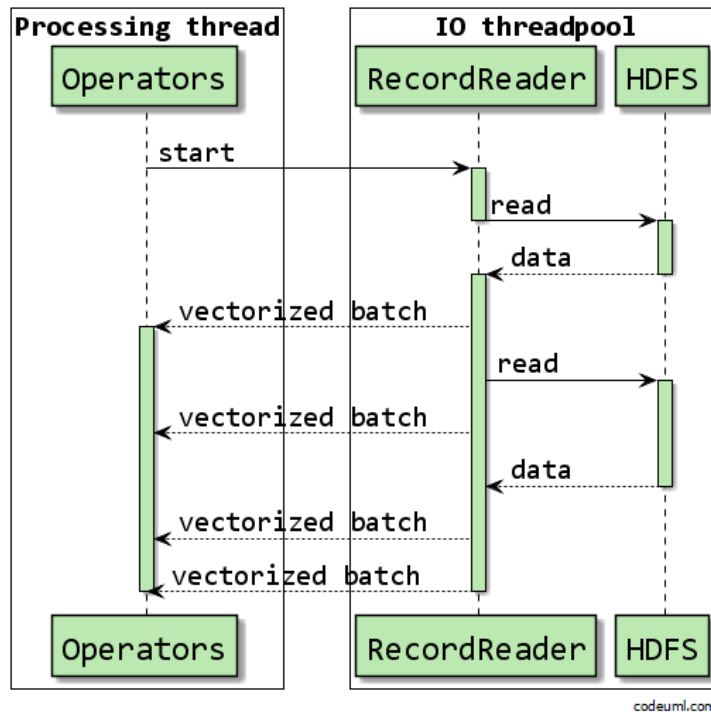 Processing thread
IO threadpool
Operators
RecordReader
HDFS
start
read
data
vectorized batch
read
vectorized batch
data
vectorized batch
vectorized batch
Operators
RecordReader
HDFS
codeuml.com